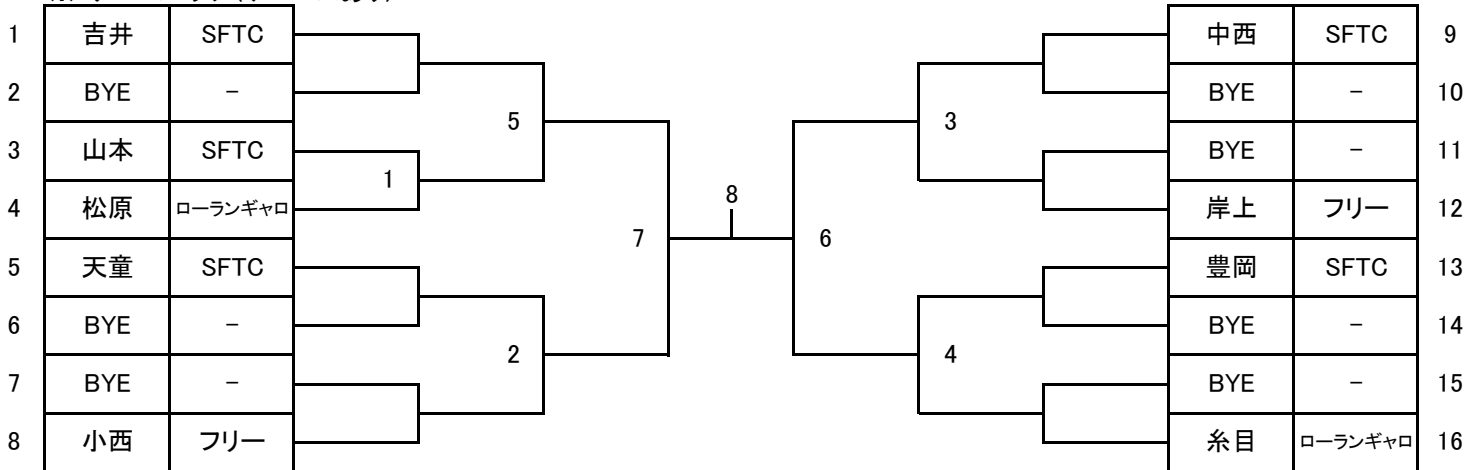 1 吉井 SFTC 中西 SFTC 9
2 BYE - BYE - 10
5 3
3 山本 SFTC BYE - 11
1
4 松原 ローランギャロ 岸上 フリー 12
8
7 6
5 天童 SFTC 豊岡 SFTC 13
6 BYE - BYE - 14
2 4
7 BYE - BYE - 15
8 小西 フリー 糸目 ローランギャロ 16